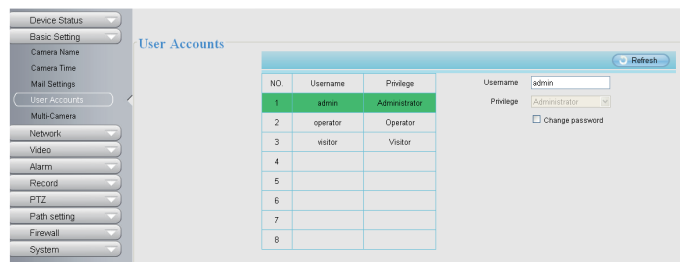 Device Status
Basic Setting
Camera Name
Camera Time
Mail Settings
User Accounts
Multi-Camera
Network
Video
Alarm
Record
PTZ
Path setting
Firewall
System
User Accounts
Refresh
NO. Username Privilege
1 admin Administrator
2 operator Operator
3 visitor Visitor
4
5
6
7
8
Username admin
Privilege Administrator
Change password